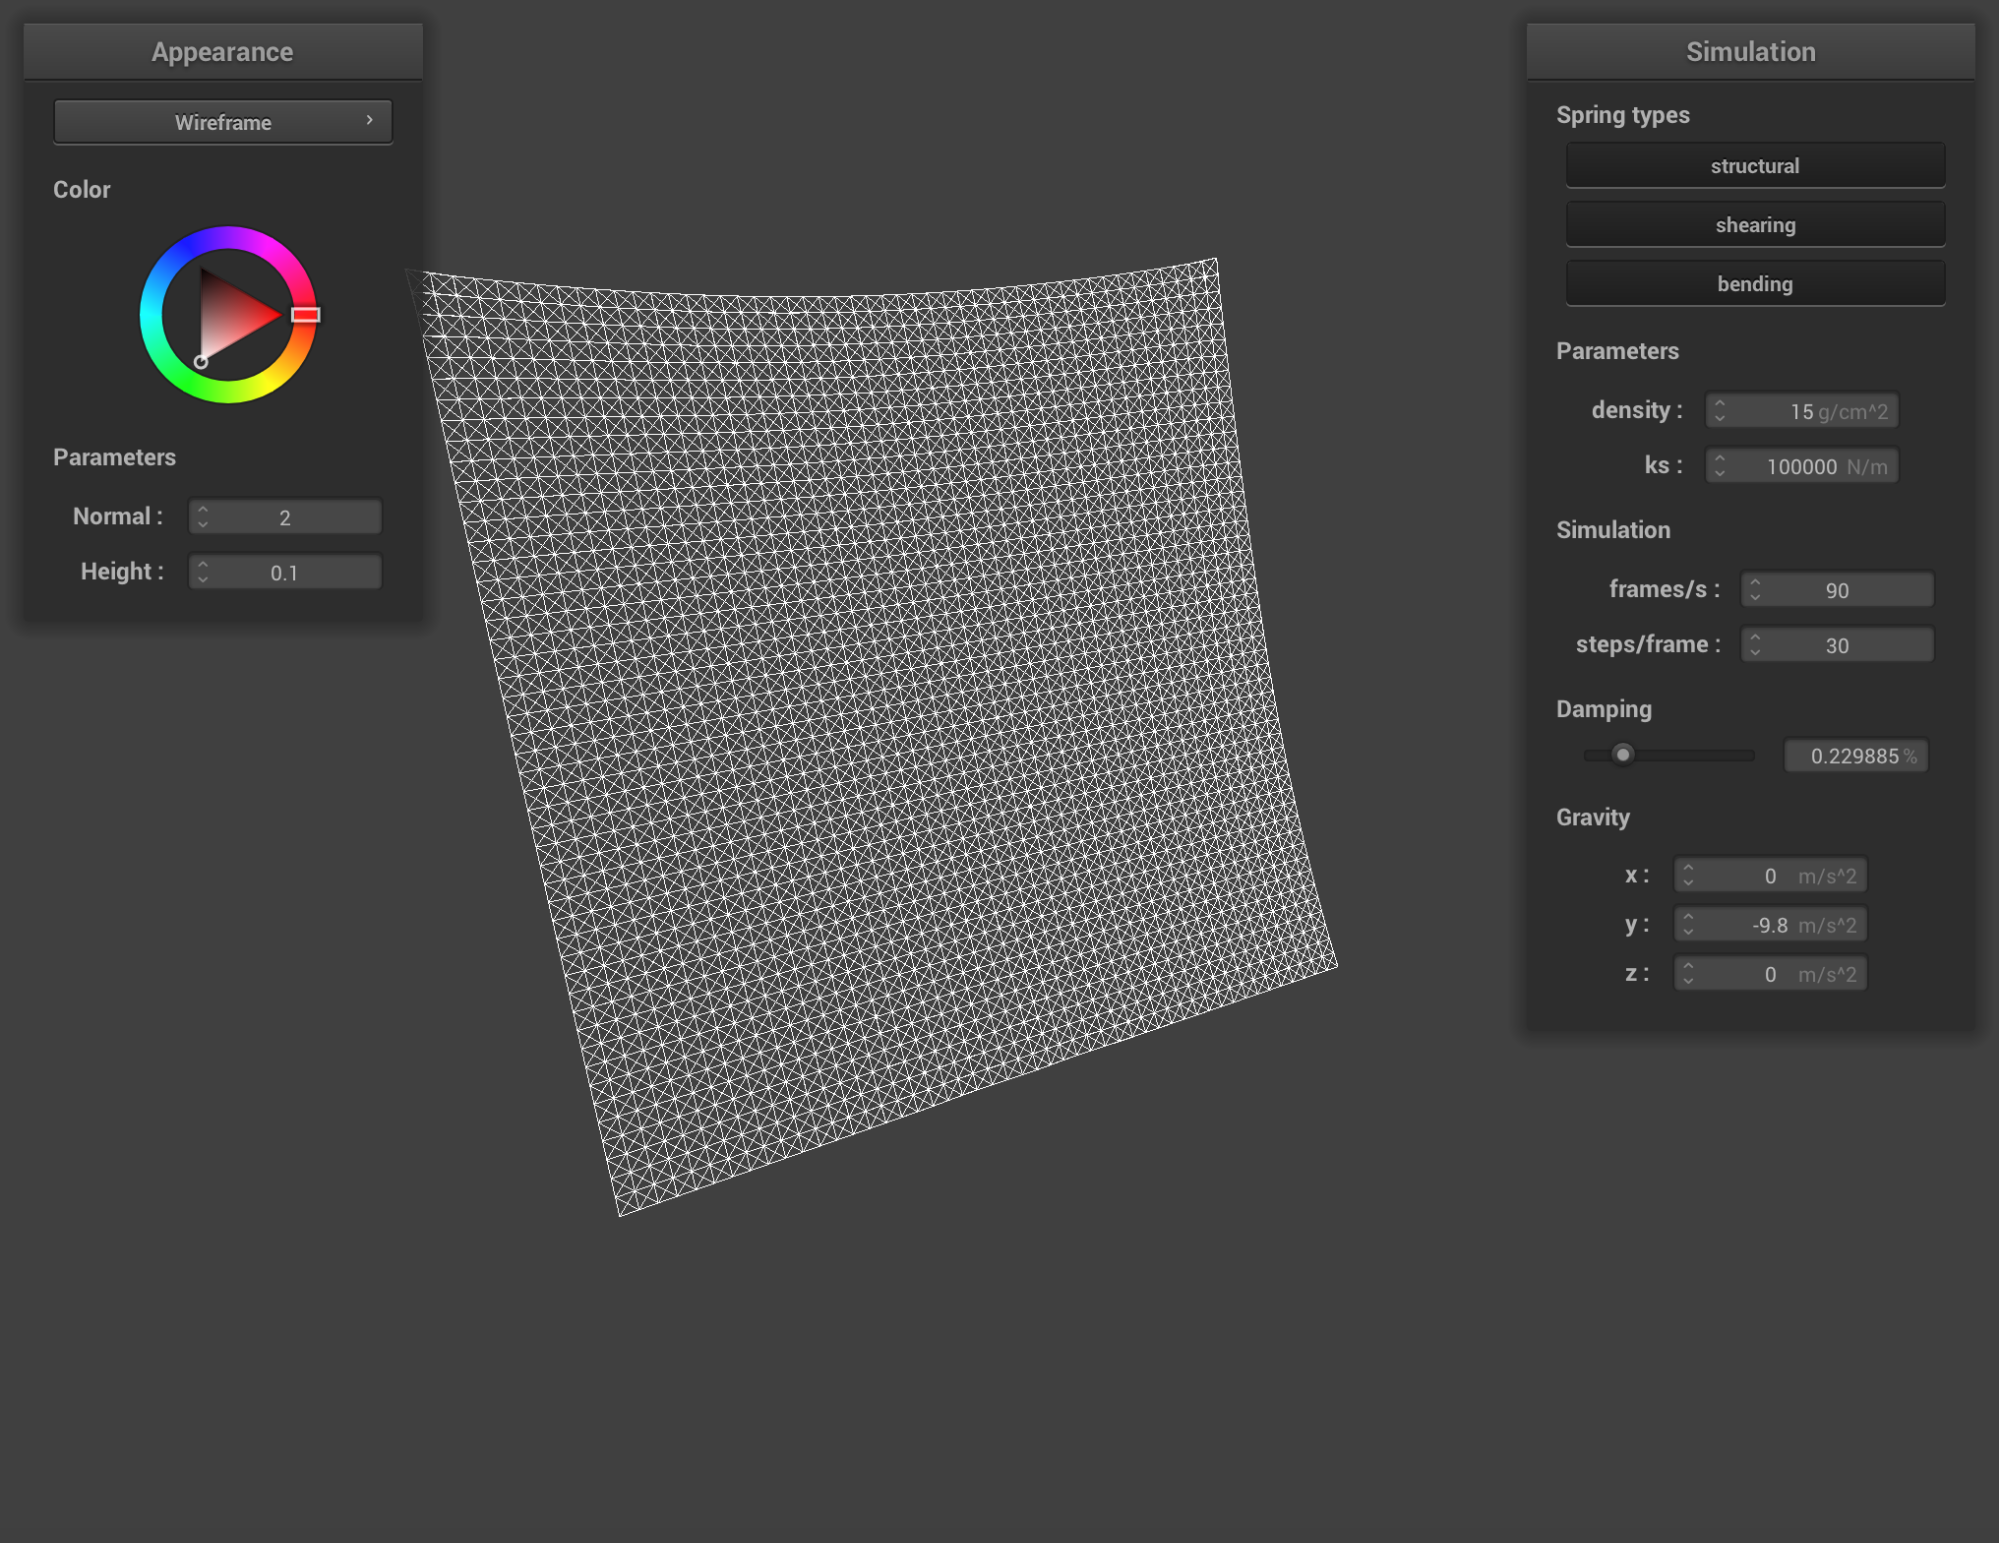 Appearance
Wireframe
Color
Parameters
Normal : 2
Height : 0.1
Simulation
Spring types
structural
shearing
bending
Parameters
density : 15 g/cm^2
ks : 100000 N/m
Simulation
frames/s : 90
steps/frame : 30
Damping
0.229885 %
Gravity
x : 0 m/s^2
y : -9.8 m/s^2
z : 0 m/s^2